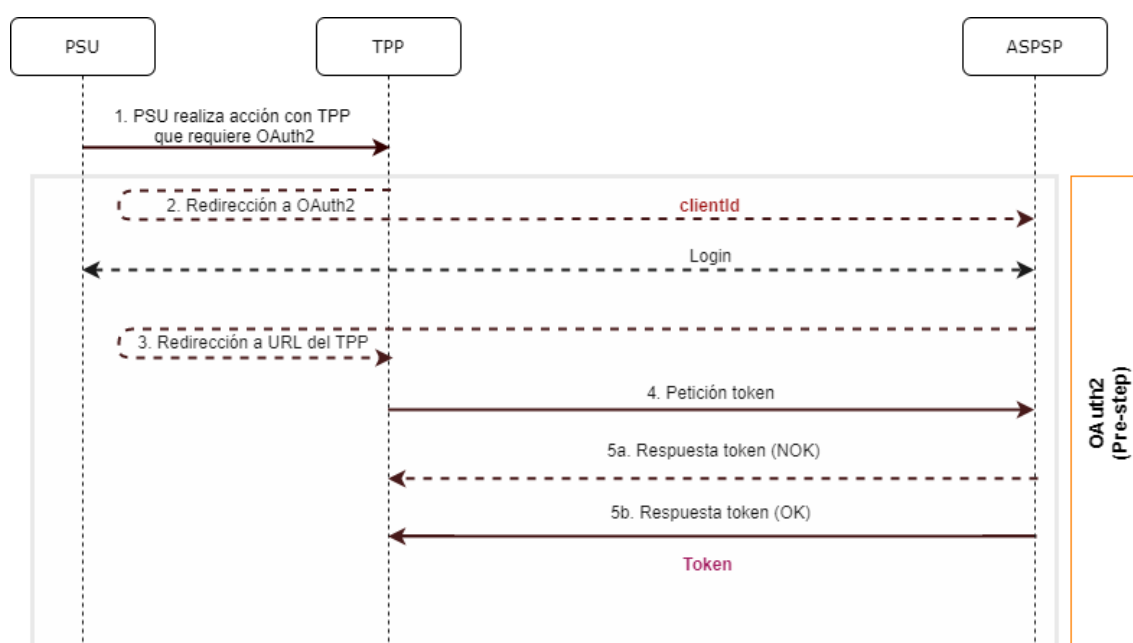 PSU
TPP
ASPSP
1. PSU realiza acción con TPP
que requiere OAuth2
2. Redirección a OAuth2
clientId
Login
3. Redirección a URL del TPP
4. Petición token
5a. Respuesta token (NOK)
5b. Respuesta token (OK)
Token
OAuth2
(Pre-step)